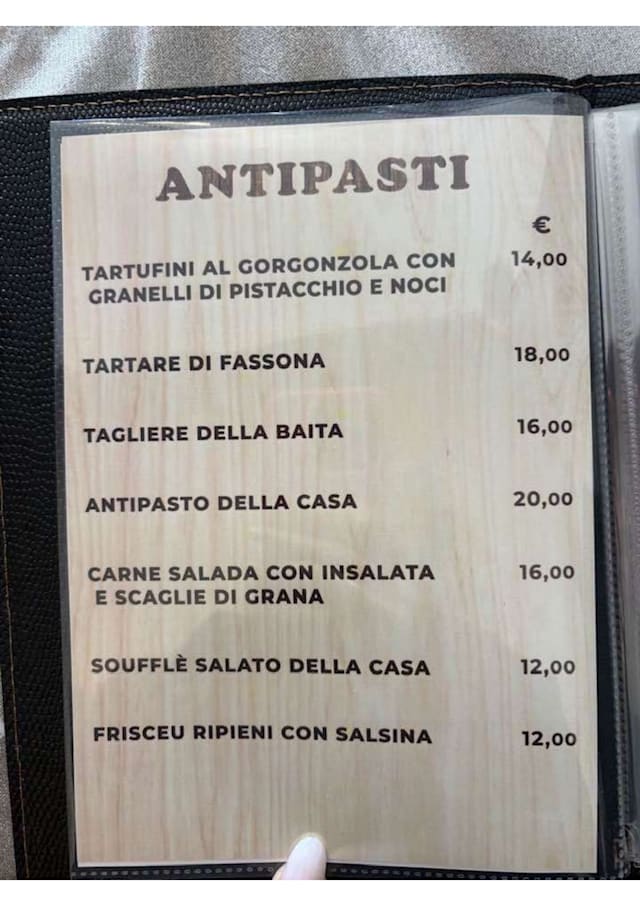 ANTIPASTI
€
TARTUFINI AL GORGONZOLA CON 14,00
GRANELLI DI PISTACCHIO E NOCI
TARTARE DI FASSONA 18,00
TAGLIERE DELLA BAITA 16,00
ANTIPASTO DELLA CASA 20,00
CARNE SALADA CON INSALATA 16,00
E SCAGLIE DI GRANA
SOUFFLÈ SALATO DELLA CASA 12,00
FRISCEU RIPIENI CON SALSINA 12,00